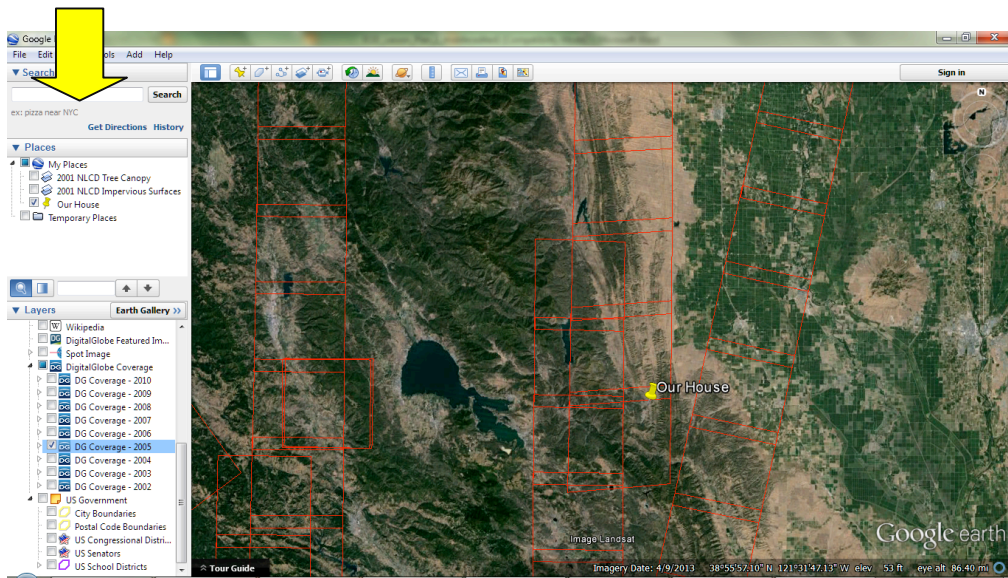 Google
File Edit ols Add Help
Search
Search
ex: pizza near NYC
Get Directions History
Places
My Places
2001 NLCD Tree Canopy
2001 NLCD Impervious Surfaces
Our House
Temporary Places
Layers
Earth Gallery >>
Wikipedia
DigitalGlobe Featured Im...
Spot Image
DigitalGlobe Coverage
DG Coverage - 2010
DG Coverage - 2009
DG Coverage - 2008
DG Coverage - 2007
DG Coverage - 2006
DG Coverage - 2005
DG Coverage - 2004
DG Coverage - 2003
DG Coverage - 2002
US Government
City Boundaries
Postal Code Boundaries
US Congressional Distri...
US Senators
US School Districts
Sign in
N
Our House
Image Landsat
Google earth
Tour Guide
Imagery Date: 4/9/2013 38°55'57.10" N 121°31'47.13" W elev 53 ft eye alt 86.40 mi